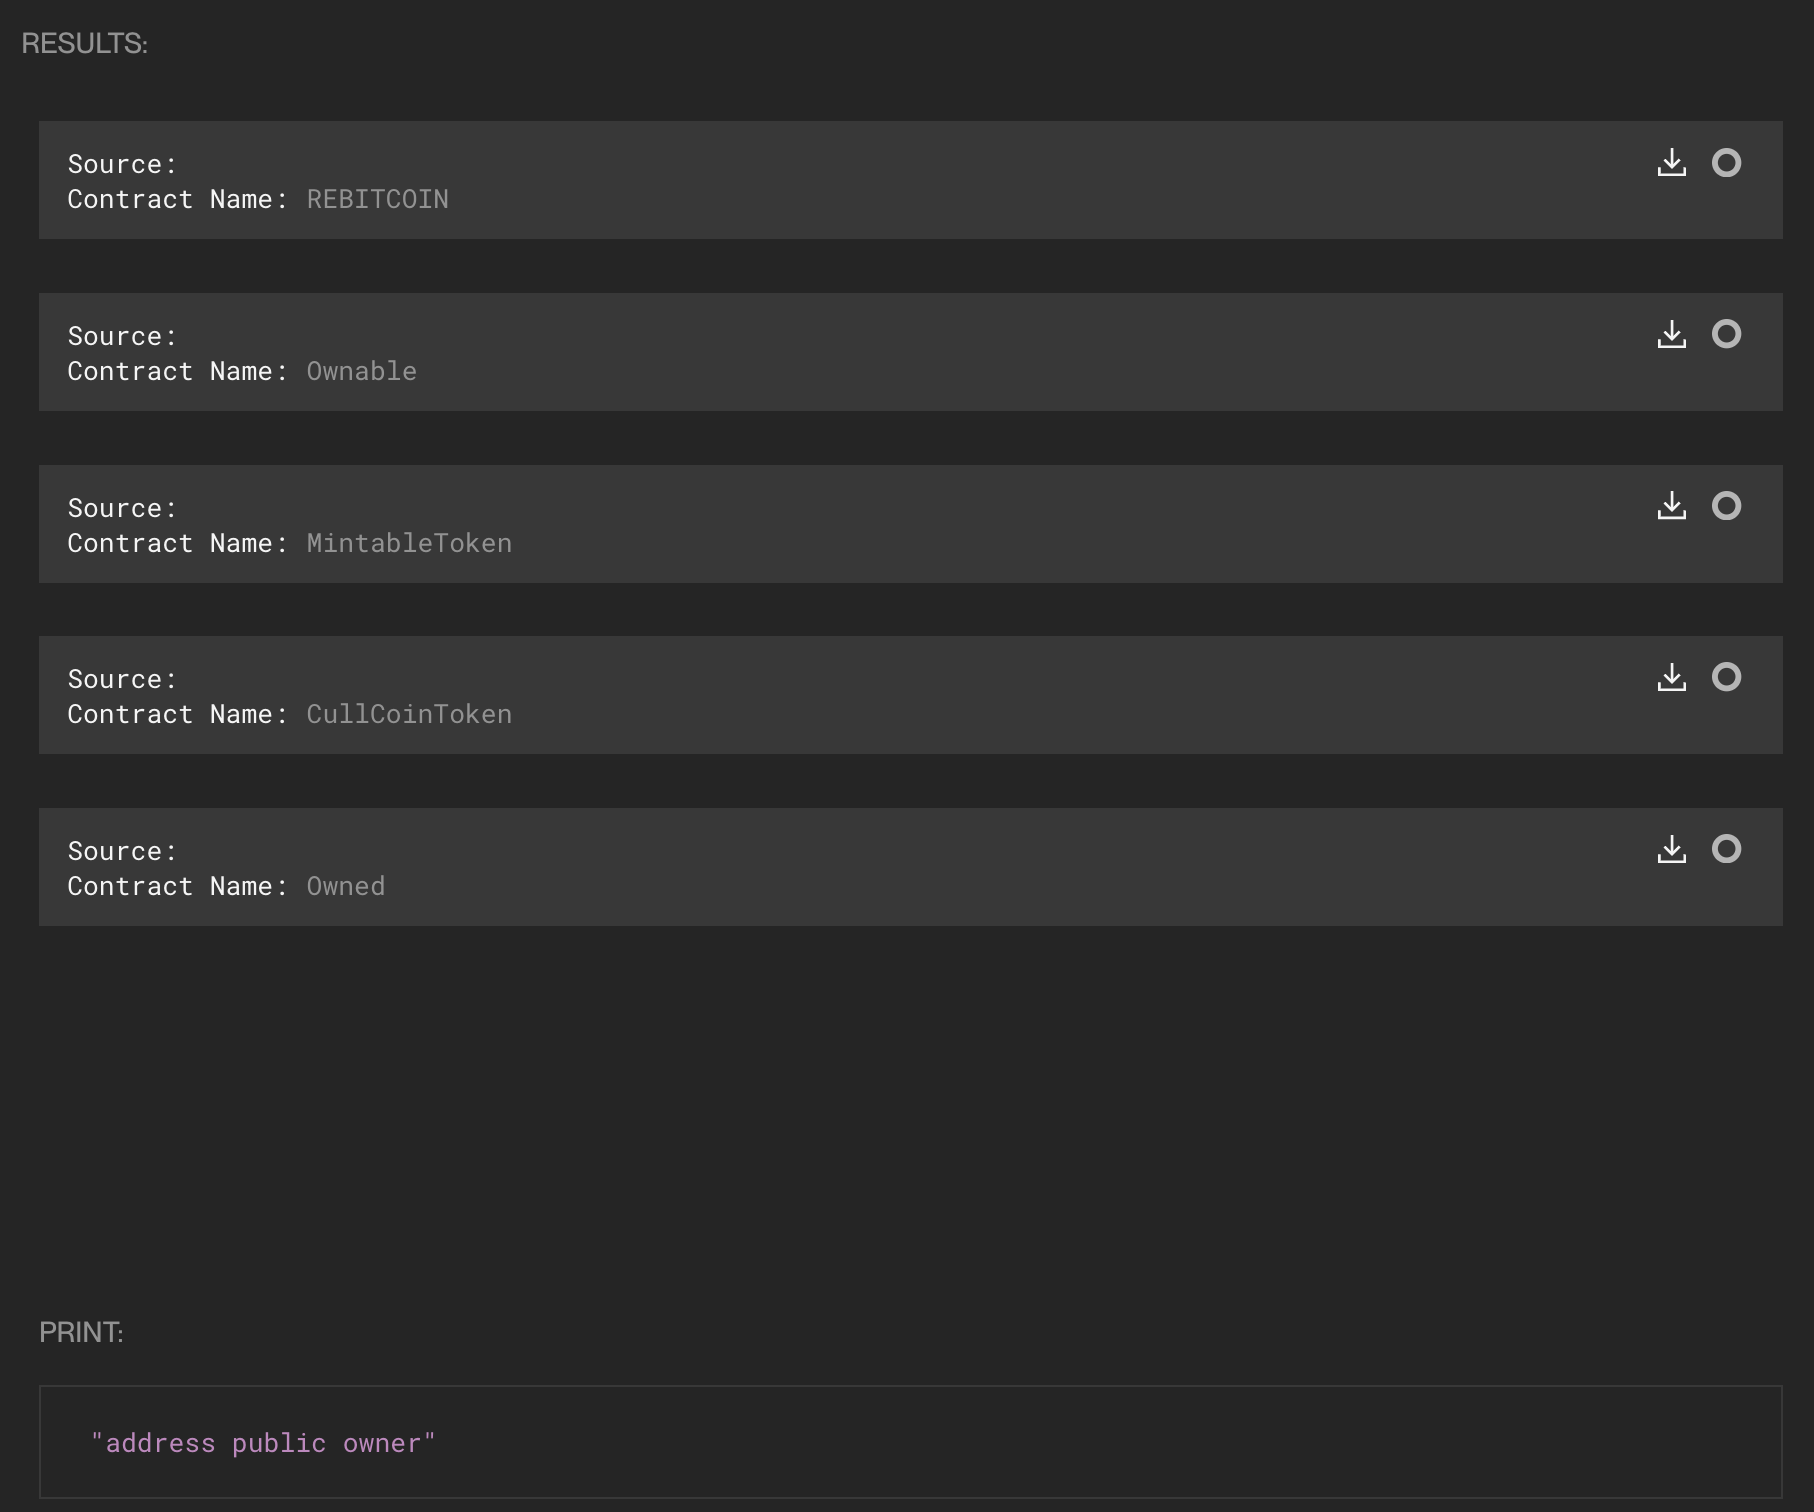 RESULTS:
Source:
Contract Name: REBITCOIN
Source:
Contract Name: Ownable
Source:
Contract Name: MintableToken
Source:
Contract Name: CullCoinToken
Source:
Contract Name: Owned
PRINT:
"address public owner"